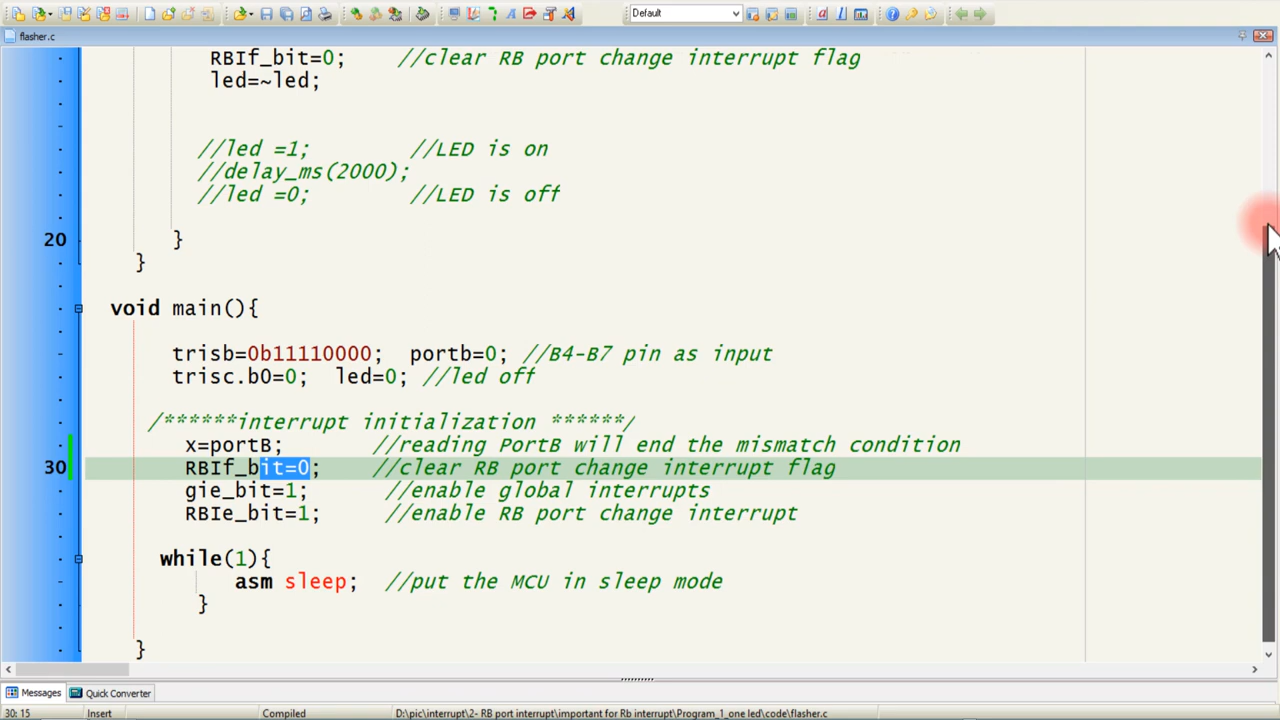 Default
flasher.c
RBIf_bit=0; //clear RB port change interrupt flag
led=~led;
//led =1; //LED is on
//delay_ms(2000);
//led =0; //LED is off
20 }
}
void main(){
trisb=0b11110000; portb=0; //B4-B7 pin as input
trisc.b0=0; led=0; //led off
/******interrupt initialization ******/
x=portB; //reading PortB will end the mismatch condition
30 RBIf_bit=0; //clear RB port change interrupt flag
gie_bit=1; //enable global interrupts
RBIe_bit=1; //enable RB port change interrupt
while(1){
asm sleep; //put the MCU in sleep mode
}
}
Messages Quick Converter
30: 15 Insert Compiled D:\pic\interrupt\2- RB port interrupt\important for Rb interrupt\Program_1_one led\code\flasher.c